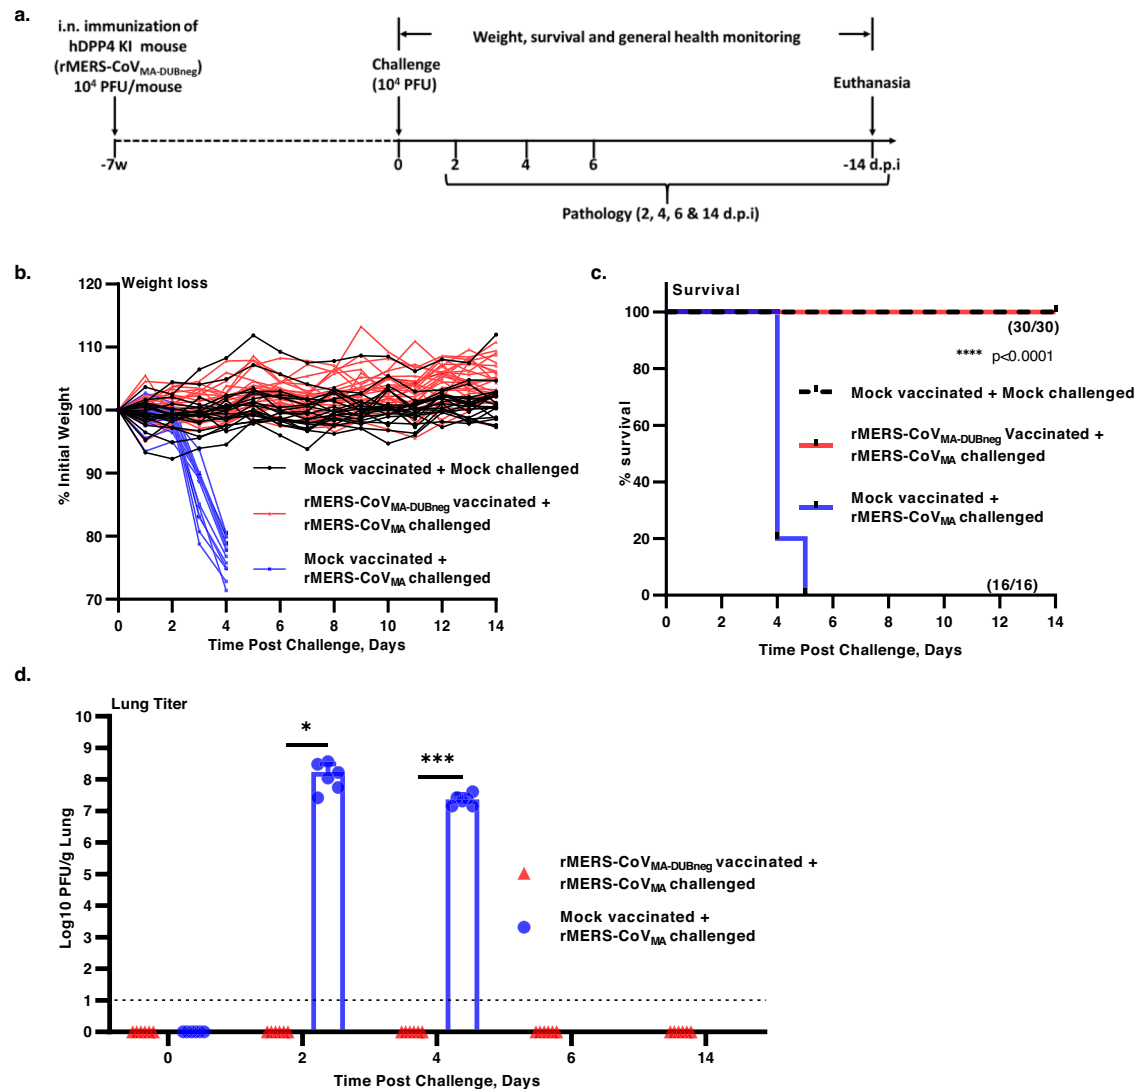 a.
i.n. immunization of
hDPP4 KI mouse
(rMERS-CoVMA-DUBneg)
10⁴ PFU/mouse
Challenge
(10⁴ PFU)
Weight, survival and general health monitoring
Euthanasia
-7w
0
2
4
6
-14 d.p.i
Pathology (2, 4, 6 & 14 d.p.i)
b.
Weight loss
120
110
100
90
80
70
% Initial Weight
0 2 4 6 8 10 12 14
Time Post Challenge, Days
Mock vaccinated + Mock challenged
rMERS-CoVMA-DUBneg vaccinated +
rMERS-CoVMA challenged
Mock vaccinated +
rMERS-CoVMA challenged
c.
Survival
100
80
60
40
20
0
% survival
0 2 4 6 8 10 12 14
Time Post Challenge, Days
(30/30)
**** p<0.0001
Mock vaccinated + Mock challenged
rMERS-CoVMA-DUBneg Vaccinated +
rMERS-CoVMA challenged
Mock vaccinated +
rMERS-CoVMA challenged
(16/16)
d.
Lung Titer
10
9
8
7
6
5
4
3
2
1
0
Log10 PFU/g Lung
*
***
rMERS-CoVMA-DUBneg vaccinated +
rMERS-CoVMA challenged
Mock vaccinated +
rMERS-CoVMA challenged
0 2 4 6 14
Time Post Challenge, Days